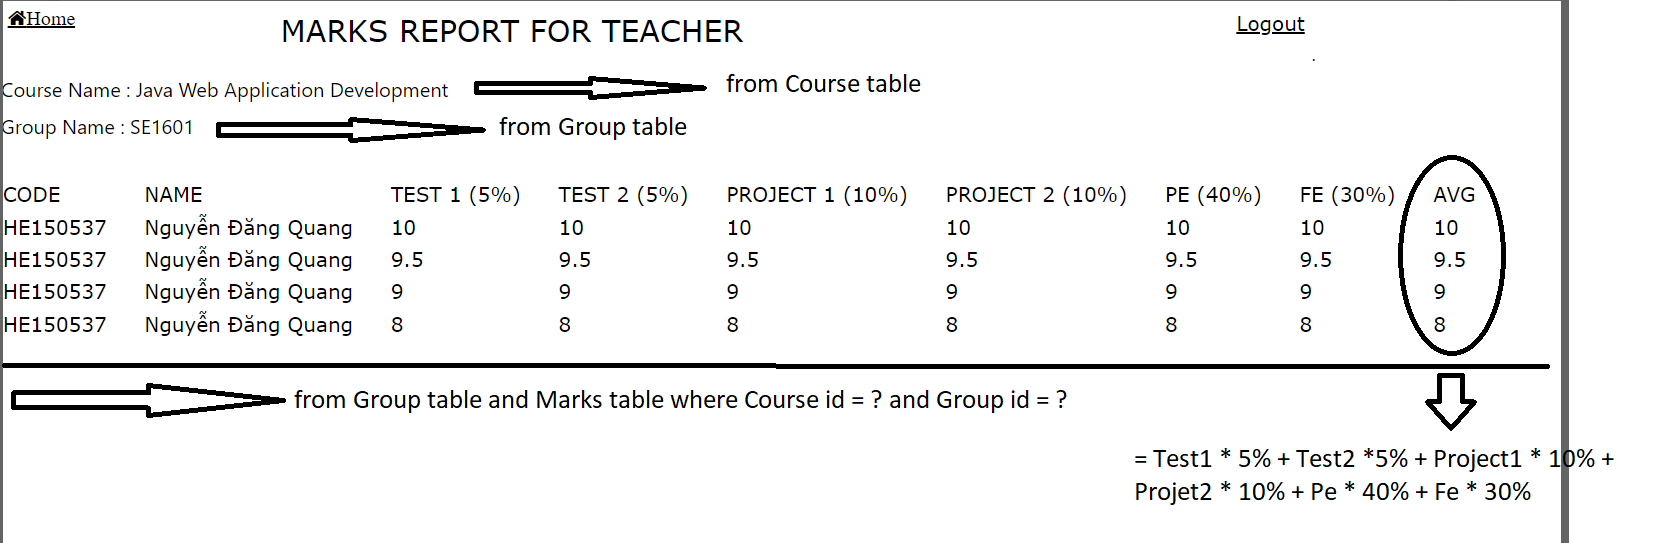 Home
MARKS REPORT FOR TEACHER
Logout
Course Name : Java Web Application Development
from Course table
Group Name : SE1601
from Group table
CODE NAME TEST 1 (5%) TEST 2 (5%) PROJECT 1 (10%) PROJECT 2 (10%) PE (40%) FE (30%) AVG
HE150537 Nguyễn Đăng Quang 10 10 10 10 10 10 10
HE150537 Nguyễn Đăng Quang 9.5 9.5 9.5 9.5 9.5 9.5 9.5
HE150537 Nguyễn Đăng Quang 9 9 9 9 9 9 9
HE150537 Nguyễn Đăng Quang 8 8 8 8 8 8 8
from Group table and Marks table where Course id = ? and Group id = ?
= Test1 * 5% + Test2 *5% + Project1 * 10% +
Projet2 * 10% + Pe * 40% + Fe * 30%